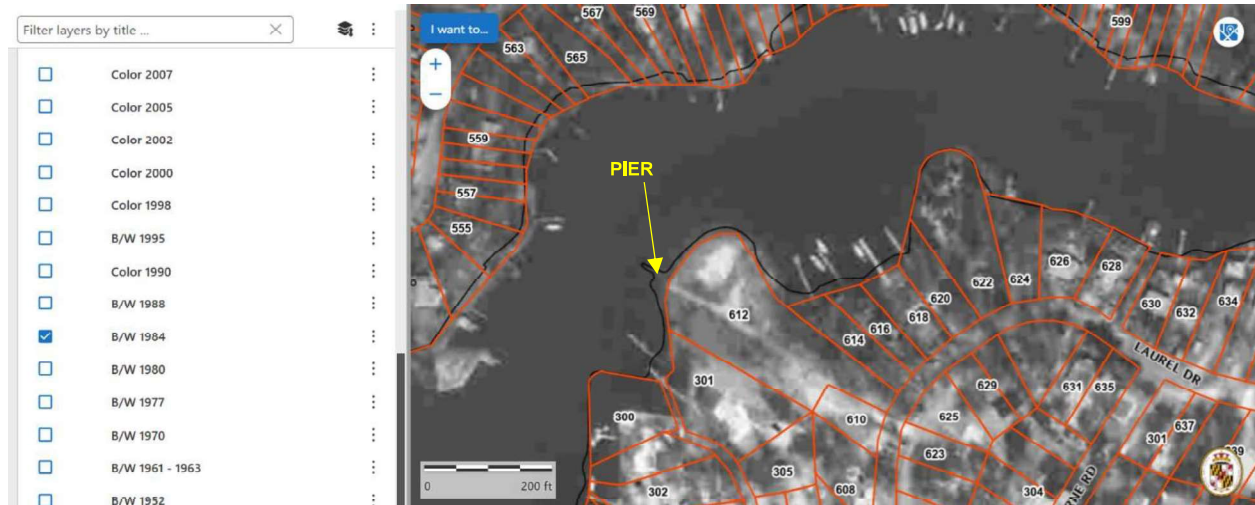 Filter layers by title ...
Color 2007
Color 2005
Color 2002
Color 2000
Color 1998
B/W 1995
Color 1990
B/W 1988
B/W 1984
B/W 1980
B/W 1977
B/W 1970
B/W 1961 - 1963
B/W 1952
I want to...
+
−
PIER
567
569
563
565
599
559
557
555
612
626
628
622
624
620
618
616
614
630
632
634
LAUREL DR
301
300
610
629
631
635
625
623
637
301
305
302
608
304
0
200 ft